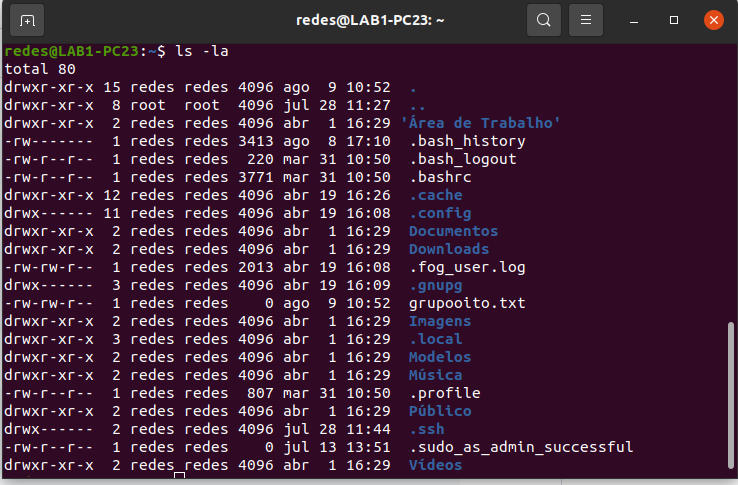 redes@LAB1-PC23: ~
redes@LAB1-PC23:~$ ls -la
total 80
drwxr-xr-x 15 redes redes 4096 ago  9 10:52  .
drwxr-xr-x  8 root  root  4096 jul 28 11:27  ..
drwxr-xr-x  2 redes redes 4096 abr  1 16:29 'Área de Trabalho'
-rw-------  1 redes redes 3413 ago  8 17:10  .bash_history
-rw-r--r--  1 redes redes  220 mar 31 10:50  .bash_logout
-rw-r--r--  1 redes redes 3771 mar 31 10:50  .bashrc
drwxr-xr-x 12 redes redes 4096 abr 19 16:26  .cache
drwx------ 11 redes redes 4096 abr 19 16:08  .config
drwxr-xr-x  2 redes redes 4096 abr  1 16:29  Documentos
drwxr-xr-x  2 redes redes 4096 abr  1 16:29  Downloads
-rw-rw-r--  1 redes redes 2013 abr 19 16:08  .fog_user.log
drwx------  3 redes redes 4096 abr 19 16:09  .gnupg
-rw-rw-r--  1 redes redes    0 ago  9 10:52  grupooito.txt
drwxr-xr-x  2 redes redes 4096 abr  1 16:29  Imagens
drwxr-xr-x  3 redes redes 4096 abr  1 16:29  .local
drwxr-xr-x  2 redes redes 4096 abr  1 16:29  Modelos
drwxr-xr-x  2 redes redes 4096 abr  1 16:29  Música
-rw-r--r--  1 redes redes  807 mar 31 10:50  .profile
drwxr-xr-x  2 redes redes 4096 abr  1 16:29  Público
drwx------  2 redes redes 4096 jul 28 11:44  .ssh
-rw-r--r--  1 redes redes    0 jul 13 13:51  .sudo_as_admin_successful
drwxr-xr-x  2 redes redes 4096 abr  1 16:29  Vídeos